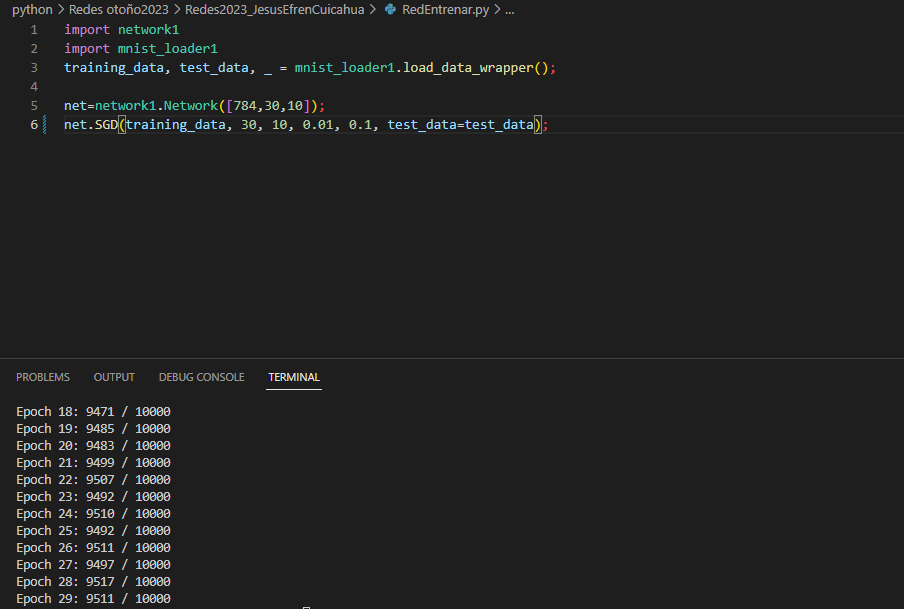 python > Redes otoño2023 > Redes2023_JesusEfrenCuicahua > RedEntrenar.py > ...
1 import network1
2 import mnist_loader1
3 training_data, test_data, _ = mnist_loader1.load_data_wrapper();
4
5 net=network1.Network([784,30,10]);
6 net.SGD(training_data, 30, 10, 0.01, 0.1, test_data=test_data);
PROBLEMS OUTPUT DEBUG CONSOLE TERMINAL
Epoch 18: 9471 / 10000
Epoch 19: 9485 / 10000
Epoch 20: 9483 / 10000
Epoch 21: 9499 / 10000
Epoch 22: 9507 / 10000
Epoch 23: 9492 / 10000
Epoch 24: 9510 / 10000
Epoch 25: 9492 / 10000
Epoch 26: 9511 / 10000
Epoch 27: 9497 / 10000
Epoch 28: 9517 / 10000
Epoch 29: 9511 / 10000